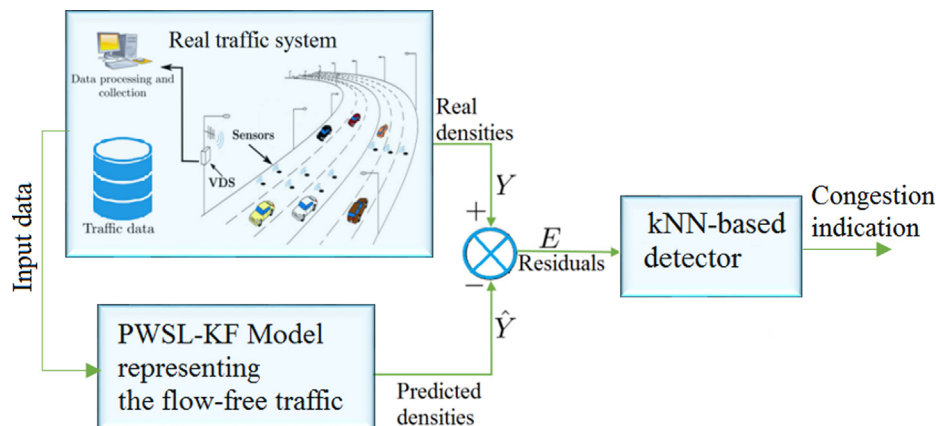 Real traffic system
Data processing and
collection
Sensors
VDS
Traffic data
Input data
Real
densities
Y
+
E
Residuals
−
Ŷ
kNN-based
detector
Congestion
indication
PWSL-KF Model
representing
the flow-free traffic
Predicted
densities